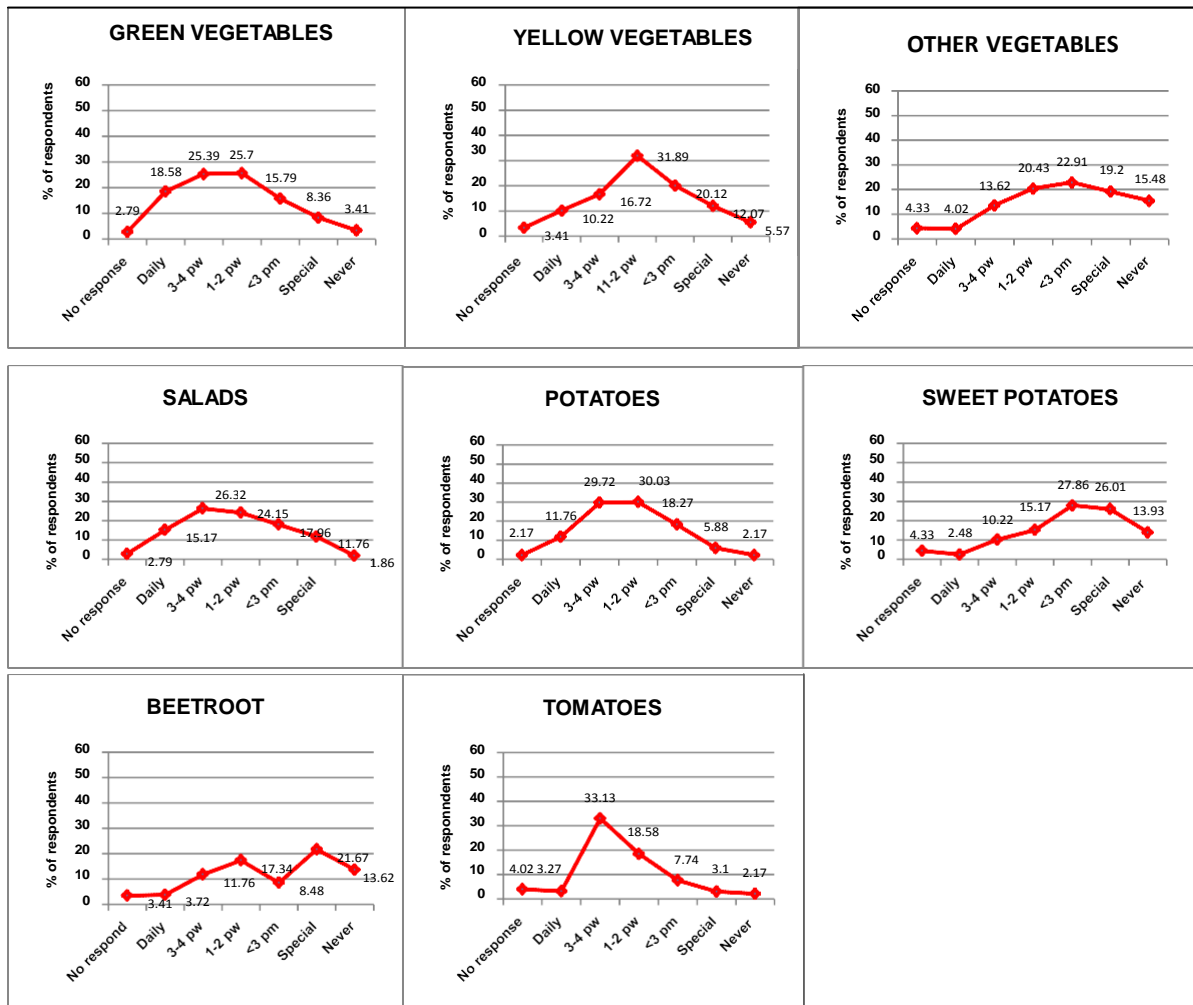 GREEN VEGETABLES
% of respondents
60
50
40
30
20
10
0
2.79
18.58
25.39
25.7
15.79
8.36
3.41
No response
Daily
3-4 pw
1-2 pw
<3 pm
Special
Never
YELLOW VEGETABLES
% of respondents
60
50
40
30
20
10
0
3.41
10.22
16.72
31.89
20.12
12.07
5.57
No response
Daily
3-4 pw
11-2 pw
<3 pm
Special
Never
OTHER VEGETABLES
% of respondents
60
50
40
30
20
10
0
4.33
4.02
13.62
20.43
22.91
19.2
15.48
No response
Daily
3-4 pw
1-2 pw
<3 pm
Special
Never
SALADS
% of respondents
60
50
40
30
20
10
0
2.79
15.17
26.32
24.15
17.96
11.76
1.86
No response
Daily
3-4 pw
1-2 pw
<3 pm
Special
POTATOES
% of respondents
60
50
40
30
20
10
0
2.17
11.76
29.72
30.03
18.27
5.88
2.17
No response
Daily
3-4 pw
1-2 pw
<3 pm
Special
Never
SWEET POTATOES
% of respondents
60
50
40
30
20
10
0
4.33
2.48
10.22
15.17
27.86
26.01
13.93
No response
Daily
3-4 pw
1-2 pw
<3 pm
Special
Never
BEETROOT
% of respondents
60
50
40
30
20
10
0
3.41
3.72
11.76
17.34
8.48
21.67
13.62
No respond
Daily
3-4 pw
1-2 pw
<3 pm
Special
Never
TOMATOES
% of responndents
60
50
40
30
20
10
0
4.02
3.27
33.13
18.58
7.74
3.1
2.17
No response
Daily
3-4 pw
1-2 pw
<3 pm
Special
Never